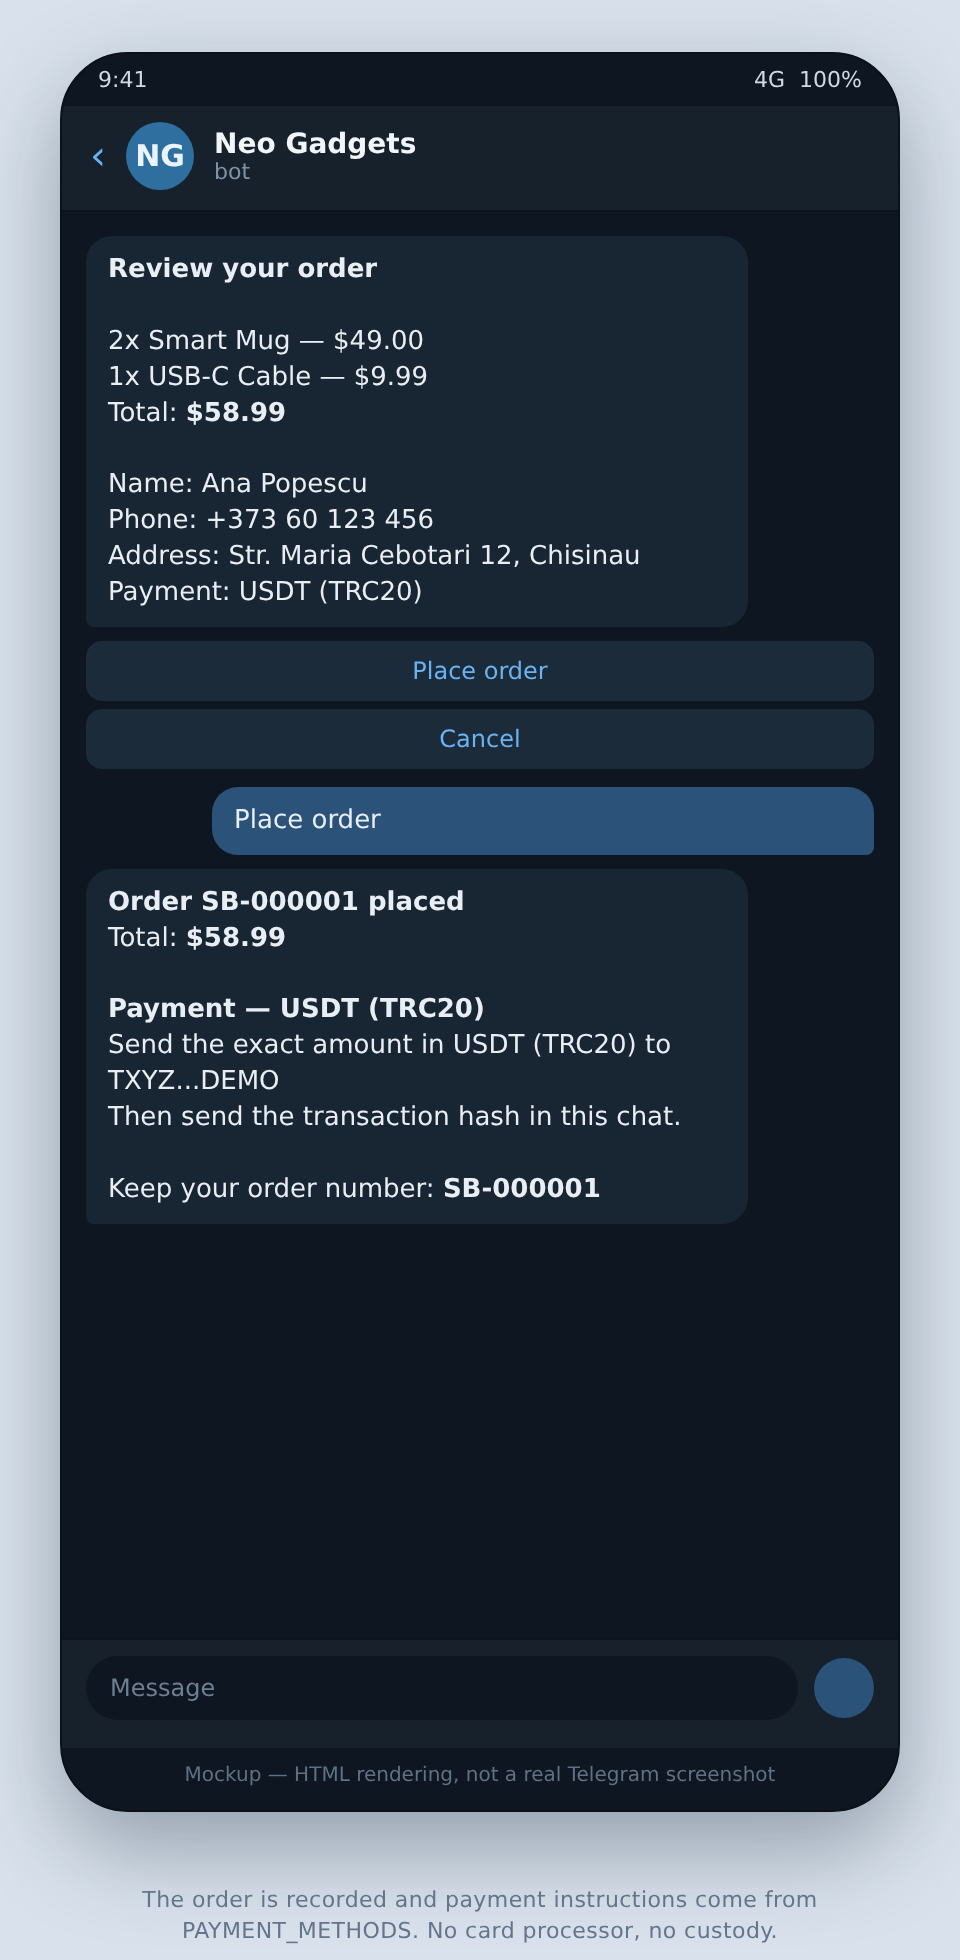 9:41
4G 100%
‹
NG
Neo Gadgets
bot
Review your order
2x Smart Mug — $49.00
1x USB-C Cable — $9.99
Total: $58.99
Name: Ana Popescu
Phone: +373 60 123 456
Address: Str. Maria Cebotari 12, Chisinau
Payment: USDT (TRC20)
Place order
Cancel
Place order
Order SB-000001 placed
Total: $58.99
Payment — USDT (TRC20)
Send the exact amount in USDT (TRC20) to
TXYZ...DEMO
Then send the transaction hash in this chat.
Keep your order number: SB-000001
Message
Mockup — HTML rendering, not a real Telegram screenshot
The order is recorded and payment instructions come from
PAYMENT_METHODS. No card processor, no custody.